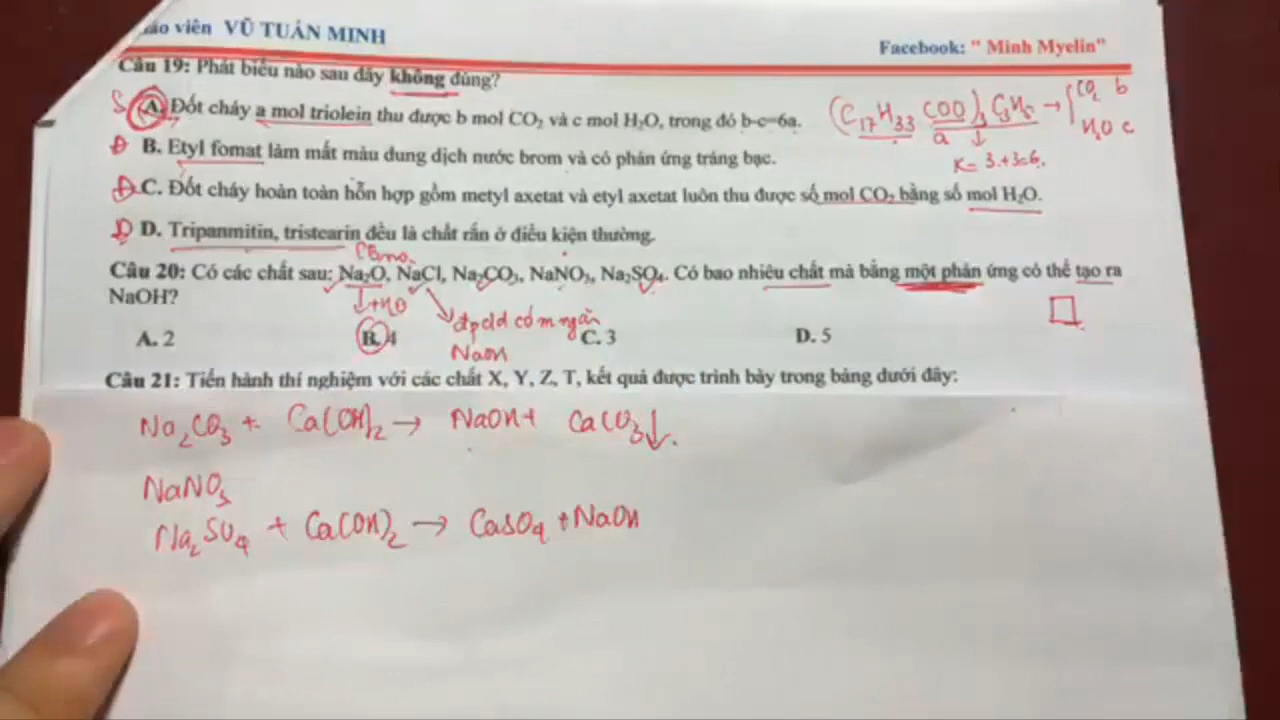 áo viên VŨ TUẤN MINH
Facebook: " Minh Myelin"
Câu 19: Phát biểu nào sau đây không đúng?
S A. Đốt cháy a mol triolein thu được b mol CO₂ và c mol H₂O, trong đó b-c=6a.
(C₁₇H₃₃COO)₃C₃H₅ → CO₂ b
H₂O c
a
K = 3+3=6.
Đ B. Etyl fomat làm mất màu dung dịch nước brom và có phản ứng tráng bạc.
Đ C. Đốt cháy hoàn toàn hỗn hợp gồm metyl axetat và etyl axetat luôn thu được số mol CO₂ bằng số mol H₂O.
Đ D. Tripanmitin, tristearin đều là chất rắn ở điều kiện thường.
Câu 20: Có các chất sau: Na₂O, NaCl, Na₂CO₃, NaNO₃, Na₂SO₄. Có bao nhiêu chất mà bằng một phản ứng có thể tạo ra
NaOH?
↓+H₂O
đpdd có m ngăn
NaOH
A. 2 B. 4 C. 3 D. 5
Câu 21: Tiến hành thí nghiệm với các chất X, Y, Z, T, kết quả được trình bày trong bảng dưới đây:
Na₂CO₃ + Ca(OH)₂ → NaOH + CaCO₃↓.
NaNO₃
Na₂SO₄ + Ca(OH)₂ → CaSO₄ + NaOH